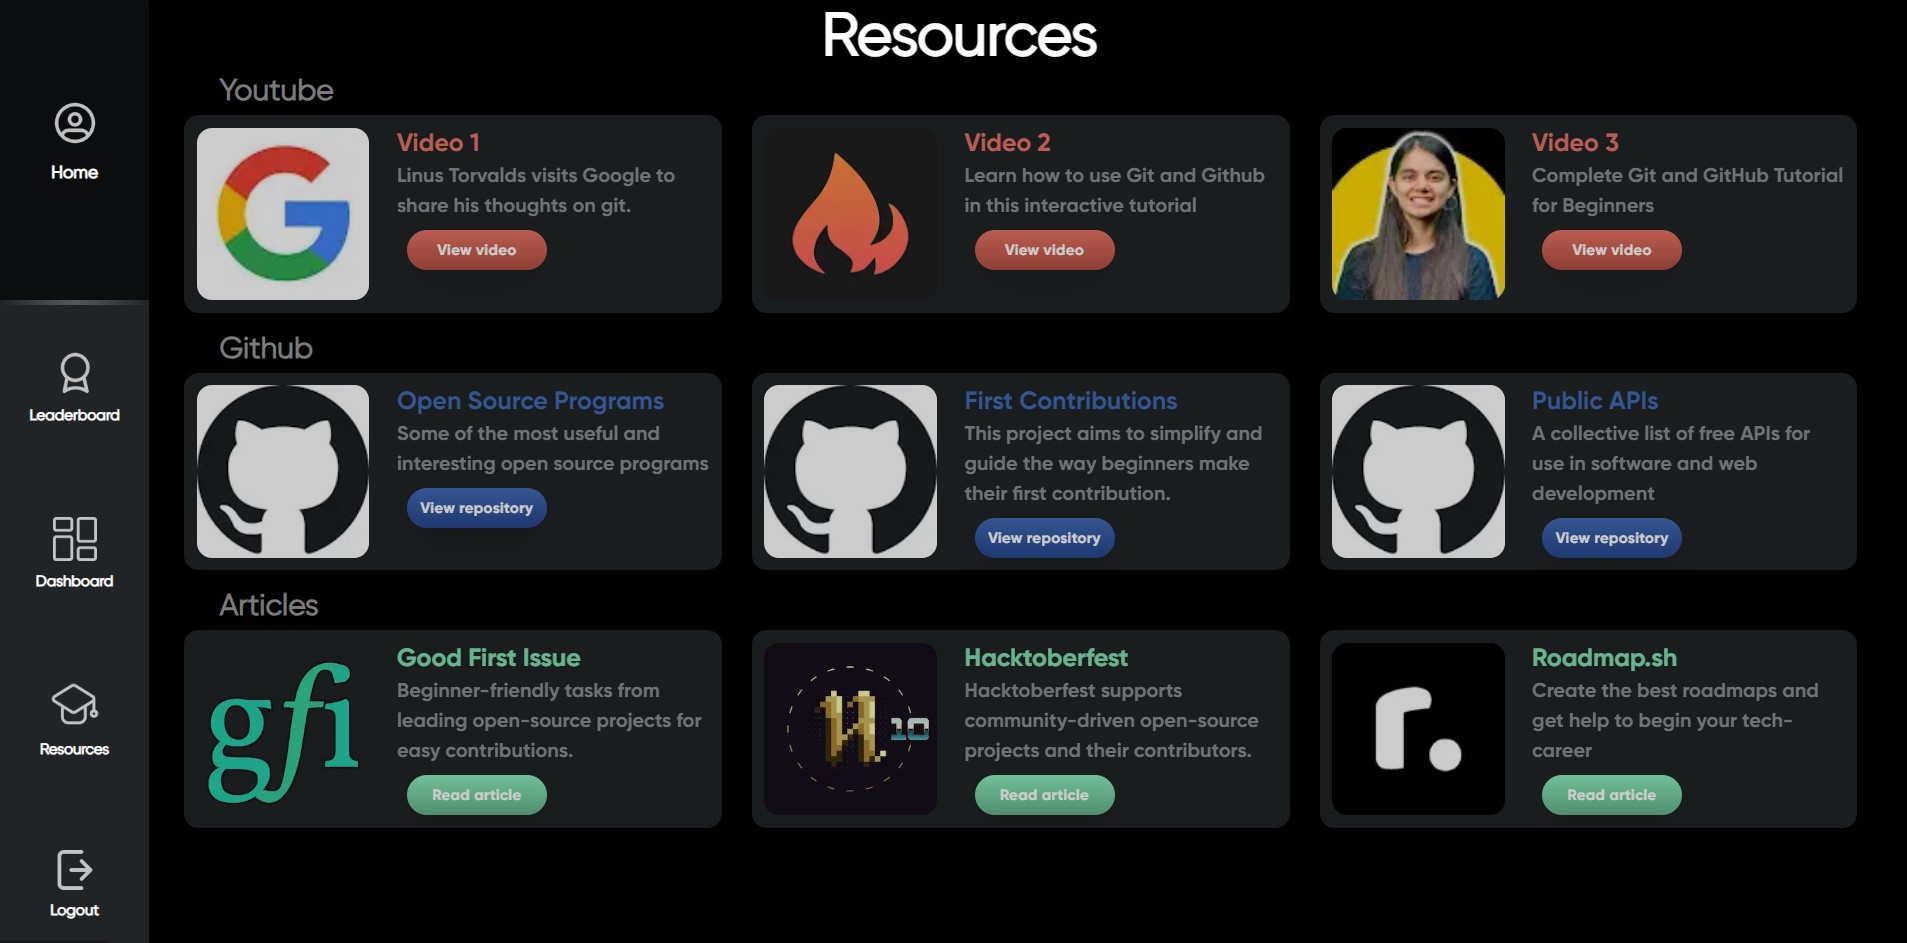 Resources
Home
Leaderboard
Dashboard
Resources
Logout
Youtube
Video 1
Linus Torvalds visits Google to
share his thoughts on git.
View video
Video 2
Learn how to use Git and Github
in this interactive tutorial
View video
Video 3
Complete Git and GitHub Tutorial
for Beginners
View video
Github
Open Source Programs
Some of the most useful and
interesting open source programs
View repository
First Contributions
This project aims to simplify and
guide the way beginners make
their first contribution.
View repository
Public APIs
A collective list of free APIs for
use in software and web
development
View repository
Articles
gfi
Good First Issue
Beginner-friendly tasks from
leading open-source projects for
easy contributions.
Read article
H.10
Hacktoberfest
Hacktoberfest supports
community-driven open-source
projects and their contributors.
Read article
r.
Roadmap.sh
Create the best roadmaps and
get help to begin your tech-
career
Read article